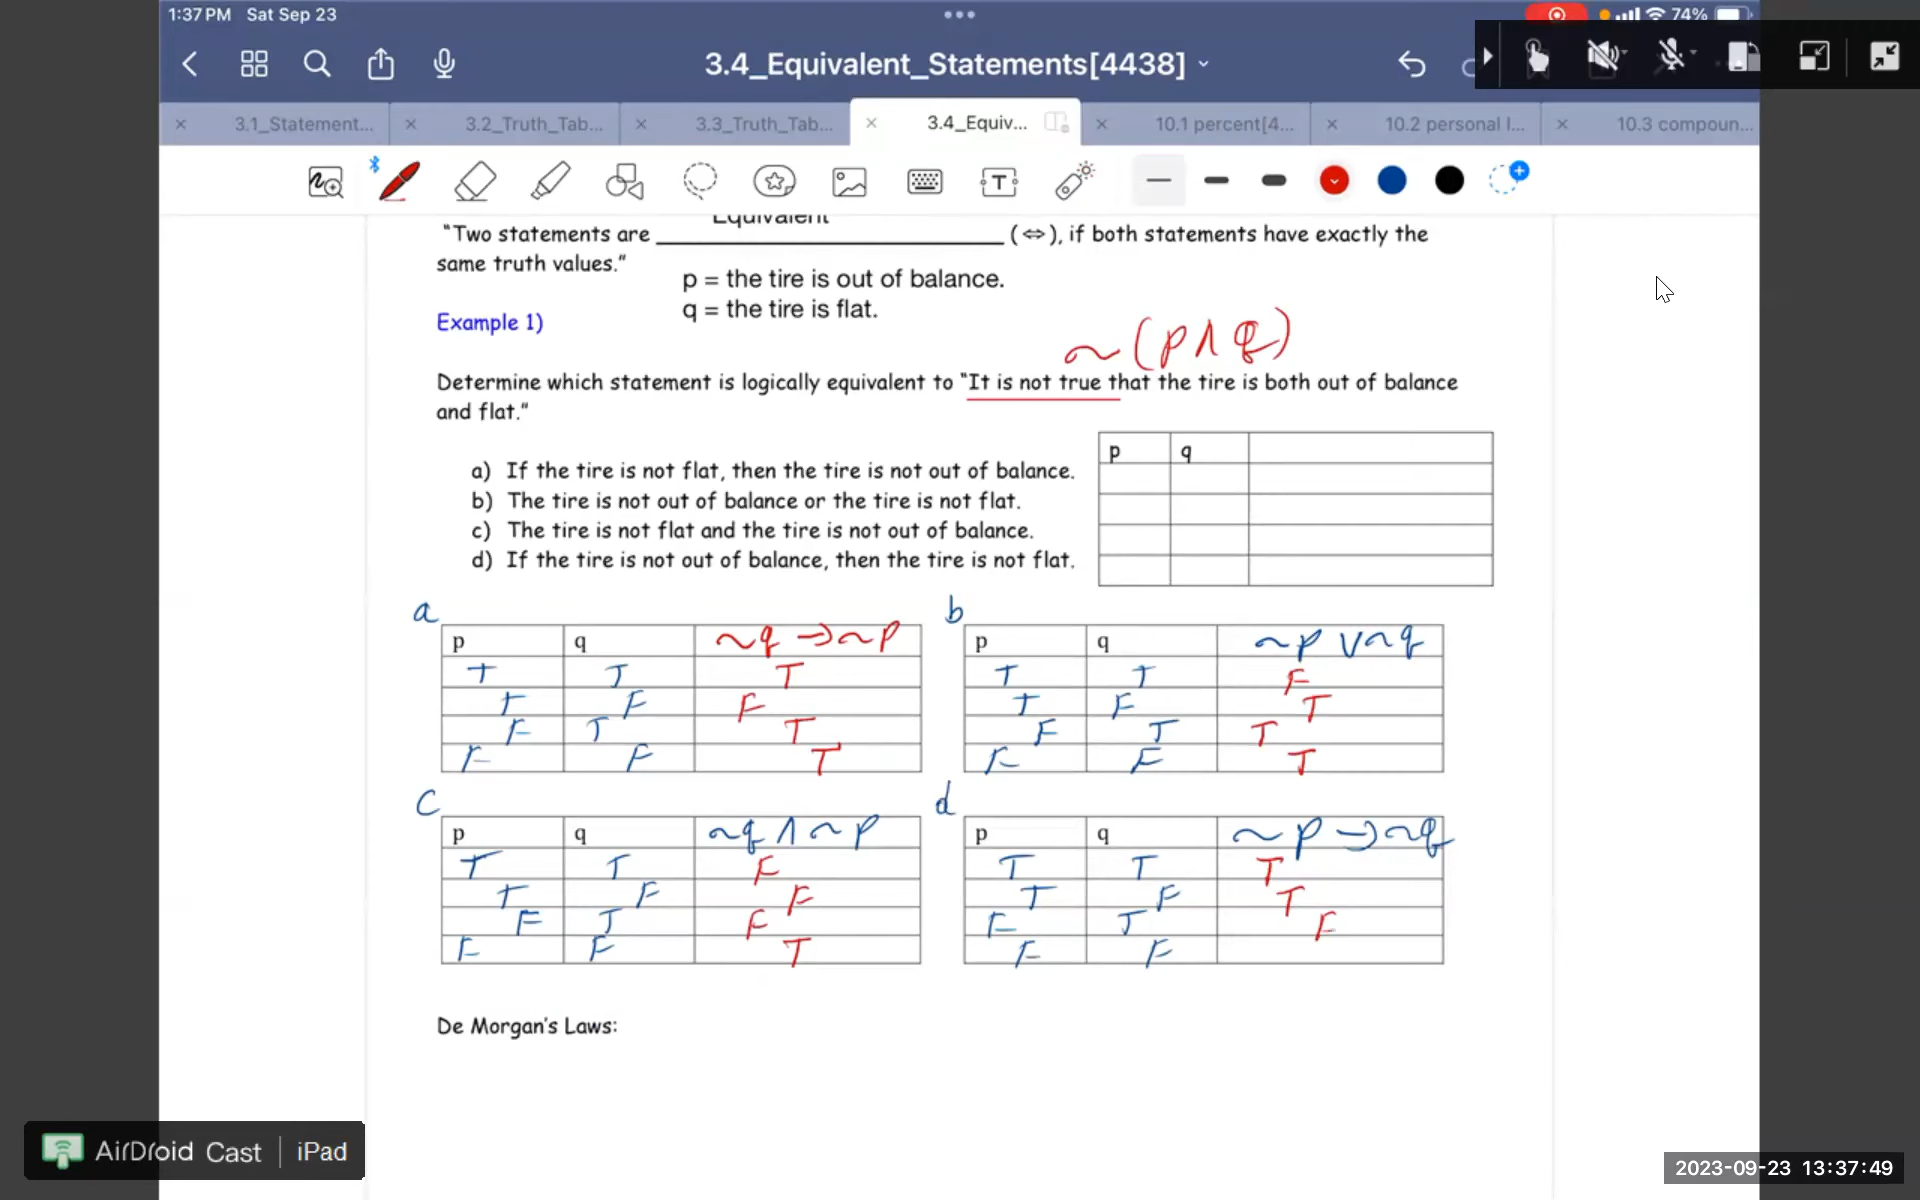 1:37 PM Sat Sep 23
74%
3.4_Equivalent_Statements[4438]
3.1_Statement...
3.2_Truth_Tab...
3.3_Truth_Tab...
3.4_Equiv...
10.1 percent[4...
10.2 personal l...
10.3 compoun...
Equivalent
"Two statements are ( ⇔ ), if both statements have exactly the
same truth values."
p = the tire is out of balance.
q = the tire is flat.
Example 1)
~(p∧q)
Determine which statement is logically equivalent to "It is not true that the tire is both out of balance
and flat."
p q
a) If the tire is not flat, then the tire is not out of balance.
b) The tire is not out of balance or the tire is not flat.
c) The tire is not flat and the tire is not out of balance.
d) If the tire is not out of balance, then the tire is not flat.
a
p q ~q → ~p
T T T
T F F
F T T
F F T
b
p q ~p ∨ ~q
T T F
T F T
F T T
F F T
c
p q ~q ∧ ~p
T T F
T F F
F T F
F F T
d
p q ~p → ~q
T T T
T F T
F T F
F F
De Morgan's Laws:
AirDroid Cast | iPad
2023-09-23 13:37:49